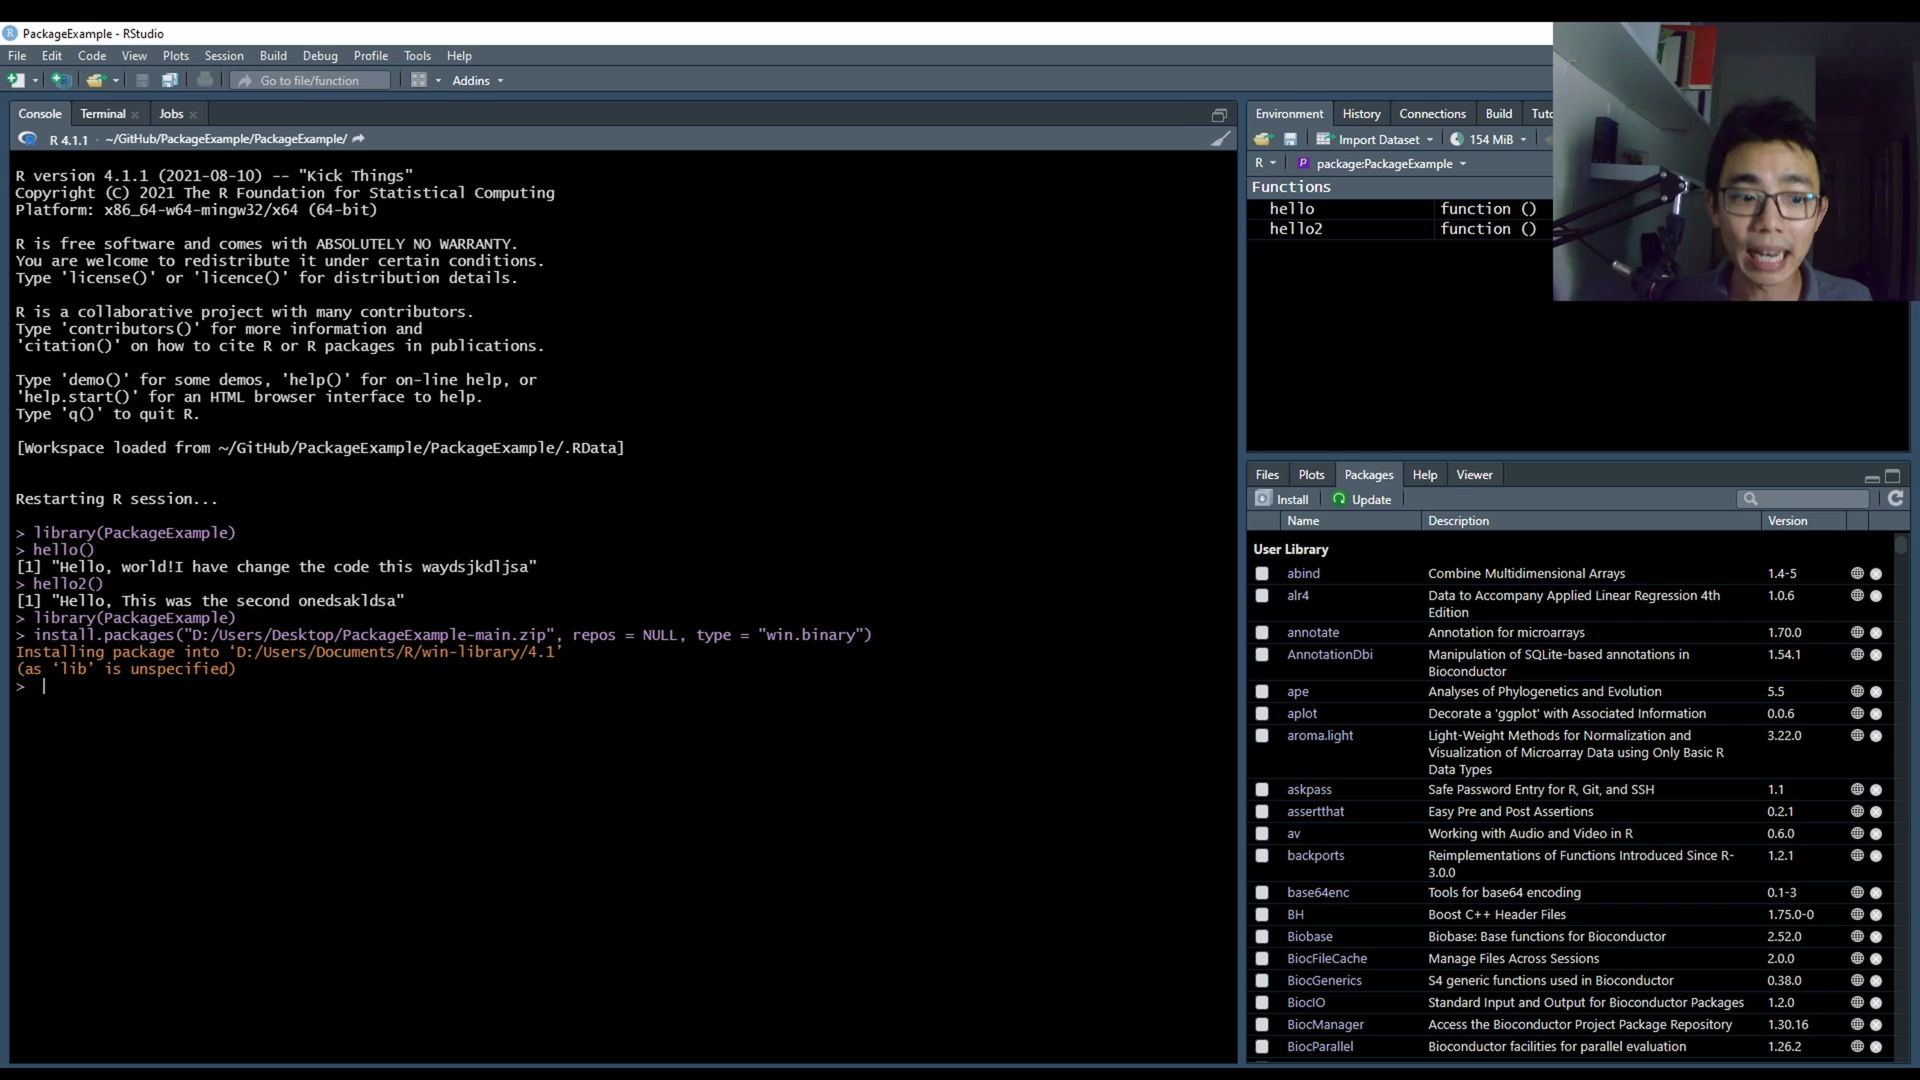 PackageExample - RStudio
File Edit Code View Plots Session Build Debug Profile Tools Help
Go to file/function Addins
Console Terminal Jobs
R 4.1.1 · ~/GitHub/PackageExample/PackageExample/
R version 4.1.1 (2021-08-10) -- "Kick Things"
Copyright (C) 2021 The R Foundation for Statistical Computing
Platform: x86_64-w64-mingw32/x64 (64-bit)
R is free software and comes with ABSOLUTELY NO WARRANTY.
You are welcome to redistribute it under certain conditions.
Type 'license()' or 'licence()' for distribution details.
R is a collaborative project with many contributors.
Type 'contributors()' for more information and
'citation()' on how to cite R or R packages in publications.
Type 'demo()' for some demos, 'help()' for on-line help, or
'help.start()' for an HTML browser interface to help.
Type 'q()' to quit R.
[Workspace loaded from ~/GitHub/PackageExample/PackageExample/.RData]
Restarting R session...
> library(PackageExample)
> hello()
[1] "Hello, world!I have change the code this waydsjkdljsa"
> hello2()
[1] "Hello, This was the second onedsakldsa"
> library(PackageExample)
> install.packages("D:/Users/Desktop/PackageExample-main.zip", repos = NULL, type = "win.binary")
Installing package into ‘D:/Users/Documents/R/win-library/4.1’
(as ‘lib’ is unspecified)
>
Environment History Connections Build Tuto
Import Dataset 154 MiB
R package:PackageExample
Functions
hello function ()
hello2 function ()
Files Plots Packages Help Viewer
Install Update
Name Description Version
User Library
abind Combine Multidimensional Arrays 1.4-5
alr4 Data to Accompany Applied Linear Regression 4th 1.0.6
Edition
annotate Annotation for microarrays 1.70.0
AnnotationDbi Manipulation of SQLite-based annotations in 1.54.1
Bioconductor
ape Analyses of Phylogenetics and Evolution 5.5
aplot Decorate a 'ggplot' with Associated Information 0.0.6
aroma.light Light-Weight Methods for Normalization and 3.22.0
Visualization of Microarray Data using Only Basic R
Data Types
askpass Safe Password Entry for R, Git, and SSH 1.1
assertthat Easy Pre and Post Assertions 0.2.1
av Working with Audio and Video in R 0.6.0
backports Reimplementations of Functions Introduced Since R- 1.2.1
3.0.0
base64enc Tools for base64 encoding 0.1-3
BH Boost C++ Header Files 1.75.0-0
Biobase Biobase: Base functions for Bioconductor 2.52.0
BiocFileCache Manage Files Across Sessions 2.0.0
BiocGenerics S4 generic functions used in Bioconductor 0.38.0
BiocIO Standard Input and Output for Bioconductor Packages 1.2.0
BiocManager Access the Bioconductor Project Package Repository 1.30.16
BiocParallel Bioconductor facilities for parallel evaluation 1.26.2